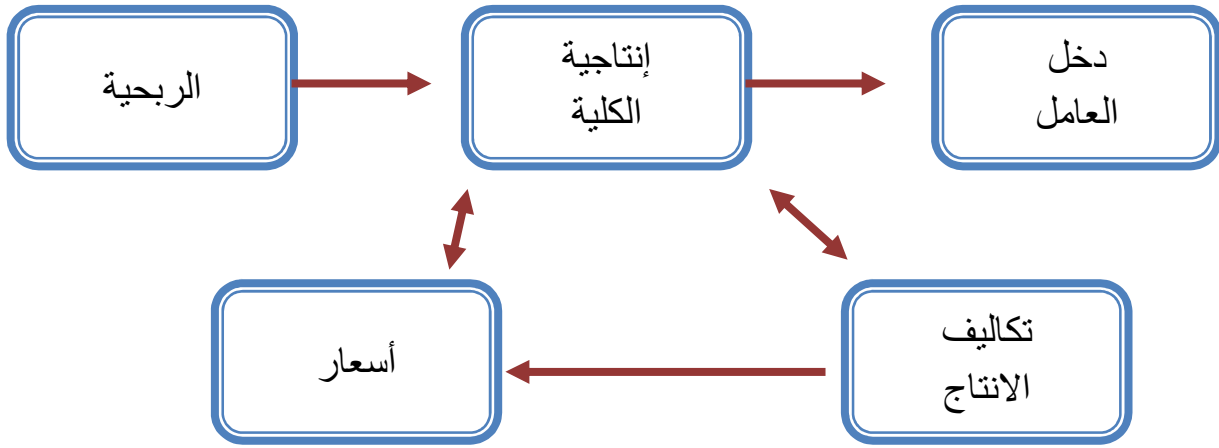 دخل
العامل
إنتاجية
الكلية
الربحية
تكاليف
الانتاج
أسعار